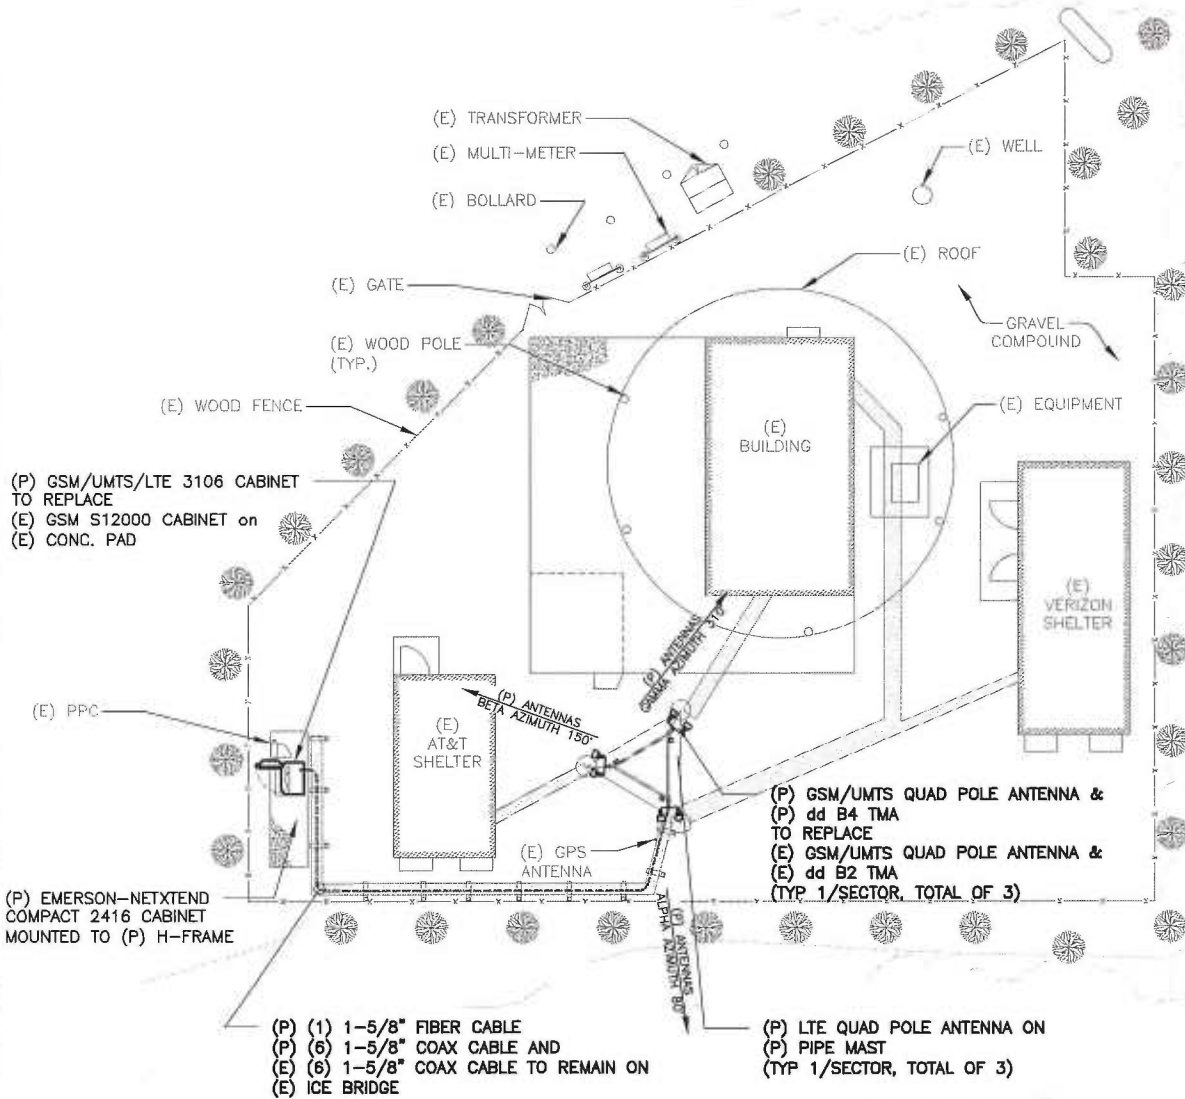 (E) TRANSFORMER
(E) MULTI-METER
(E) WELL
(E) BOLLARD
(E) ROOF
(E) GATE
GRAVEL
COMPOUND
(E) WOOD POLE
(TYP.)
(E) WOOD FENCE
(E) EQUIPMENT
(E)
BUILDING
(P) GSM/UMTS/LTE 3106 CABINET
TO REPLACE
(E) GSM S12000 CABINET on
(E) CONC. PAD
(E)
VERIZON
SHELTER
(P) ANTENNAS
GAMMA AZIMUTH 310°
(P) ANTENNAS
BETA AZIMUTH 150°
(E) PPC
(E)
AT&T
SHELTER
(P) GSM/UMTS QUAD POLE ANTENNA &
(P) dd B4 TMA
TO REPLACE
(E) GSM/UMTS QUAD POLE ANTENNA &
(E) dd B2 TMA
(TYP 1/SECTOR, TOTAL OF 3)
(E) GPS
ANTENNA
(P) EMERSON-NETXTEND
COMPACT 2416 CABINET
MOUNTED TO (P) H-FRAME
(P) ANTENNAS
ALPHA AZIMUTH 80°
(P) (1) 1-5/8" FIBER CABLE
(P) (6) 1-5/8" COAX CABLE AND
(E) (6) 1-5/8" COAX CABLE TO REMAIN ON
(E) ICE BRIDGE
(P) LTE QUAD POLE ANTENNA ON
(P) PIPE MAST
(TYP 1/SECTOR, TOTAL OF 3)